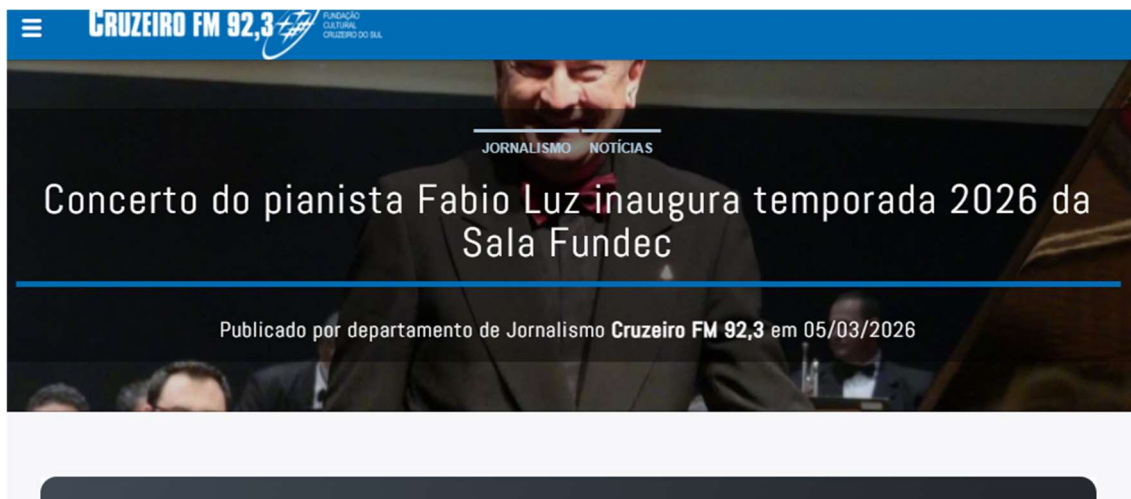 CRUZEIRO FM 92,3
FUNDAÇÃO
CULTURAL
CRUZEIRO DO SUL
JORNALISMO NOTÍCIAS
Concerto do pianista Fabio Luz inaugura temporada 2026 da
Sala Fundec
Publicado por departamento de Jornalismo Cruzeiro FM 92,3 em 05/03/2026